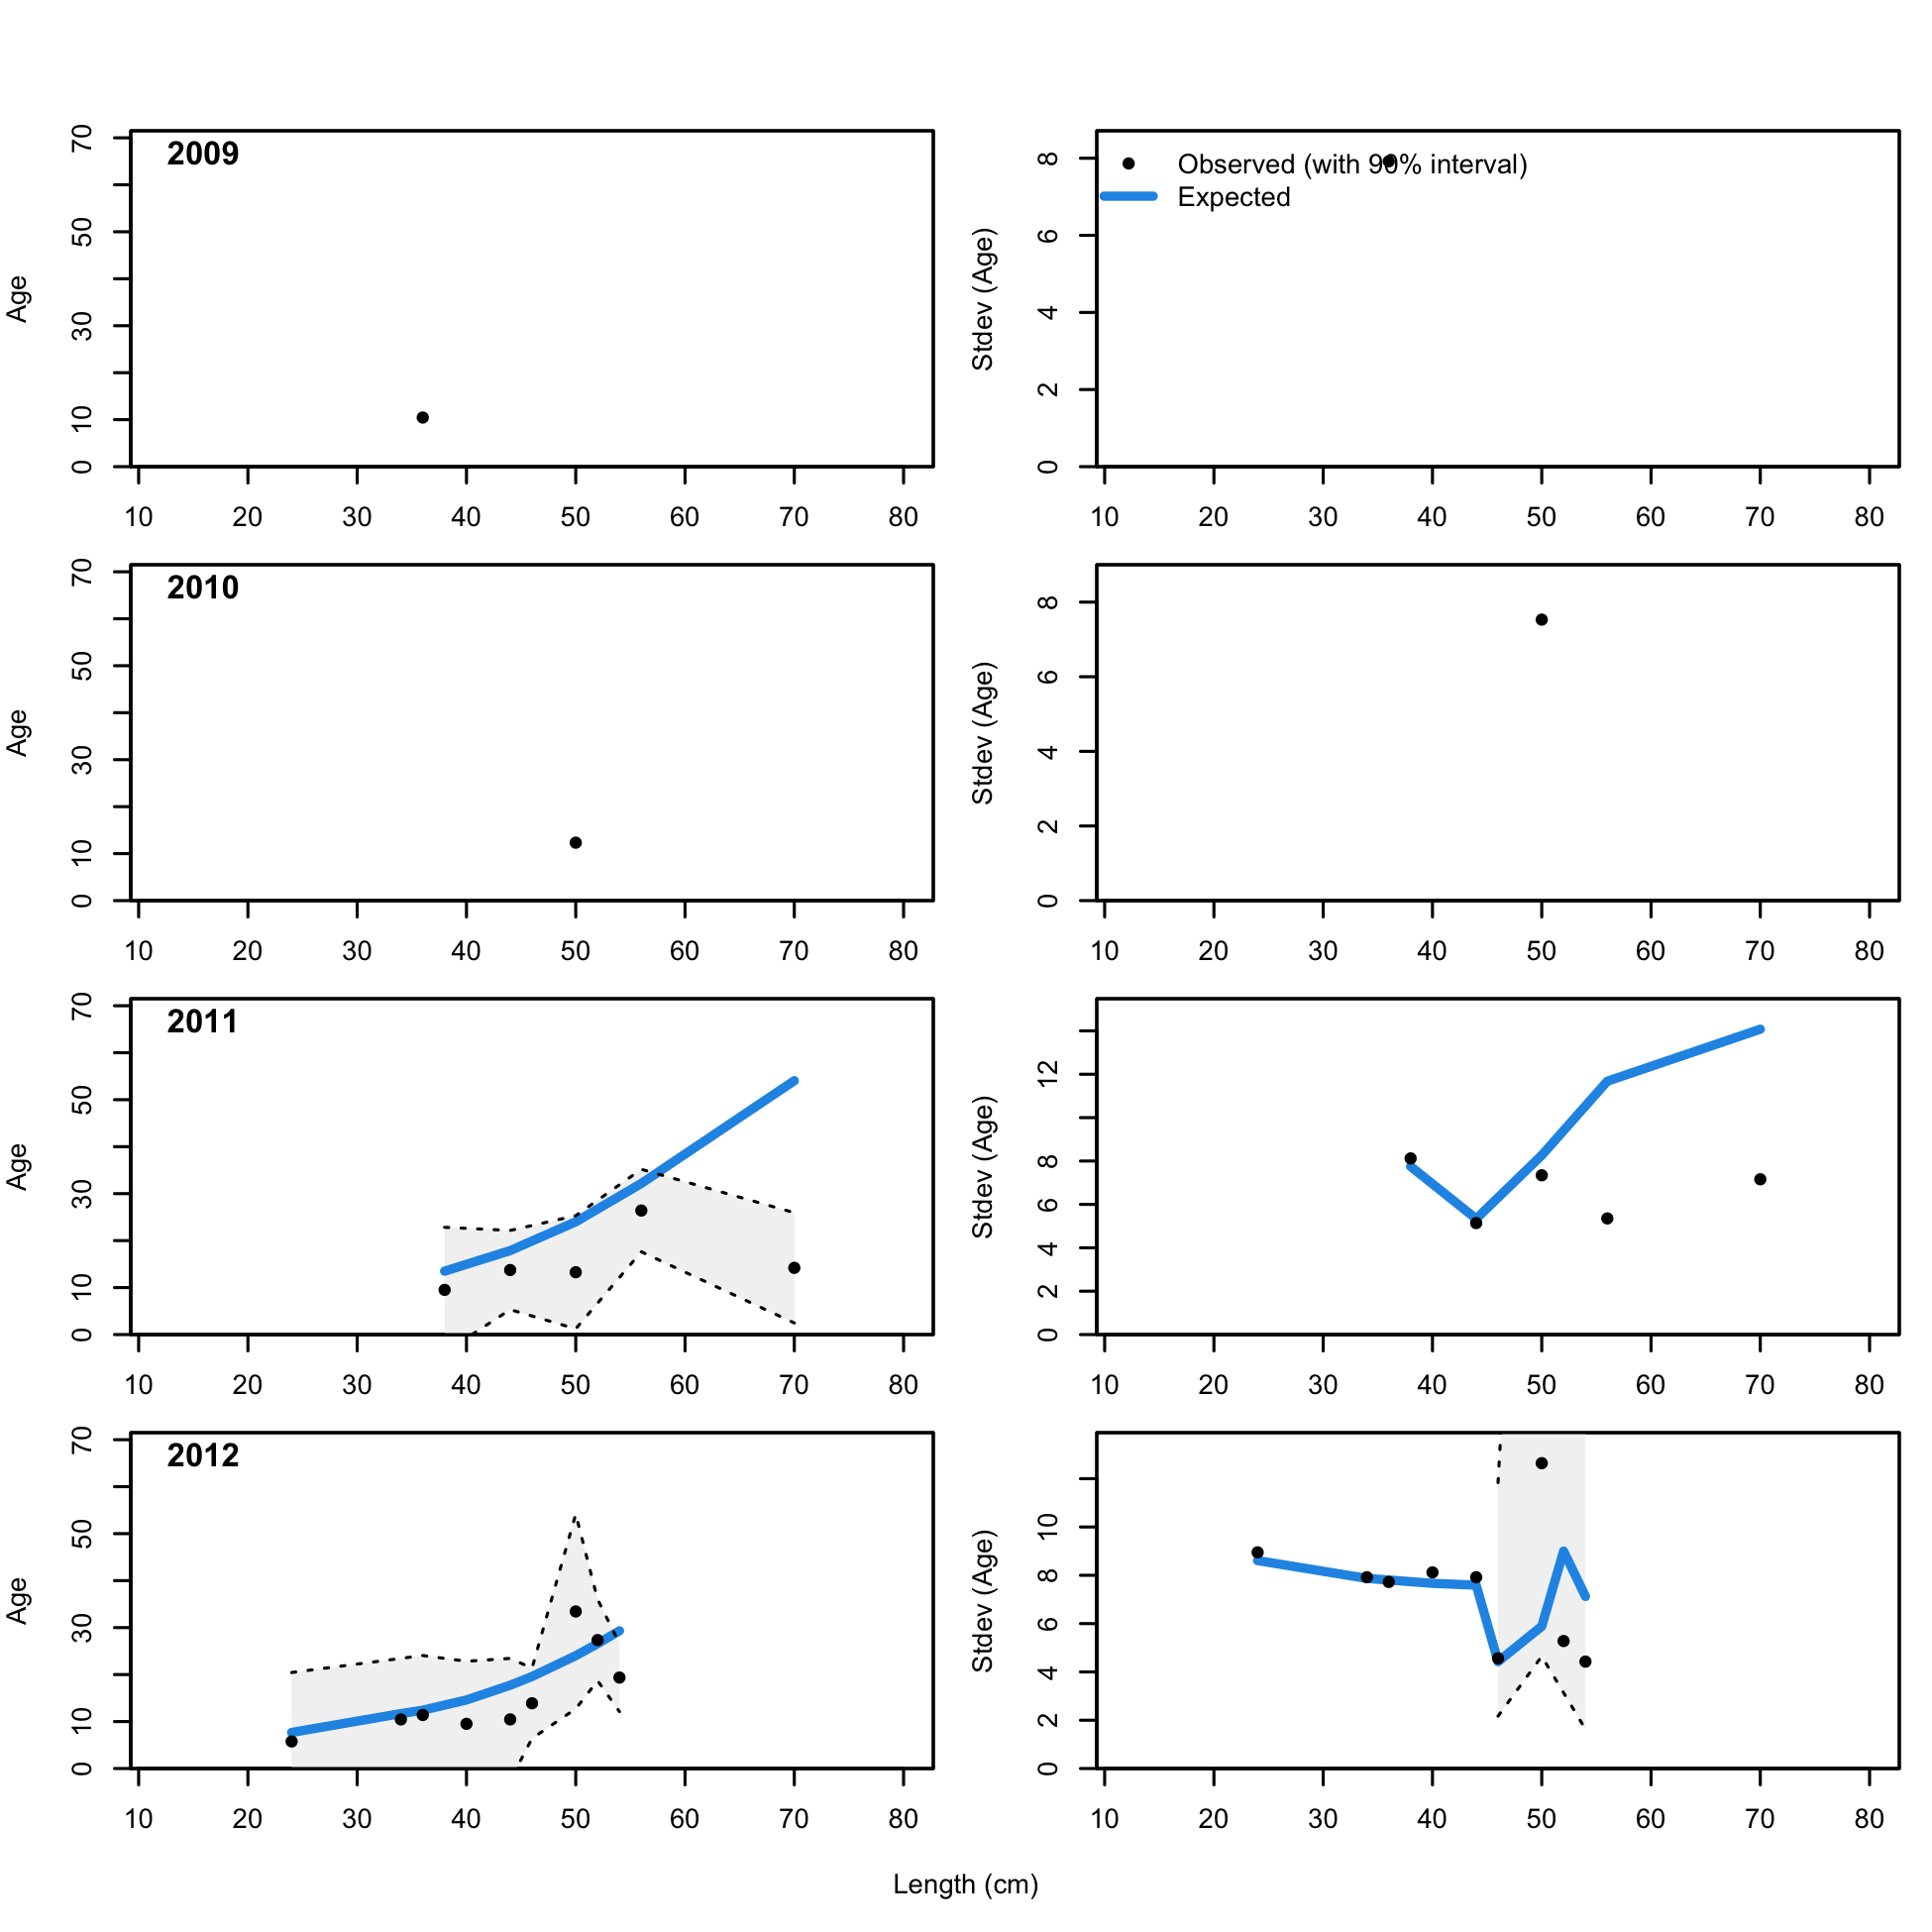 2009
Age
0 10 30 50 70
10 20 30 40 50 60 70 80
Observed (with 90% interval)
Expected
Stdev (Age)
0 2 4 6 8
10 20 30 40 50 60 70 80
2010
Age
0 10 30 50 70
10 20 30 40 50 60 70 80
Stdev (Age)
0 2 4 6 8
10 20 30 40 50 60 70 80
2011
Age
0 10 30 50 70
10 20 30 40 50 60 70 80
Stdev (Age)
0 2 4 6 8 12
10 20 30 40 50 60 70 80
2012
Age
0 10 30 50 70
10 20 30 40 50 60 70 80
Stdev (Age)
0 2 4 6 8 10
10 20 30 40 50 60 70 80
Length (cm)